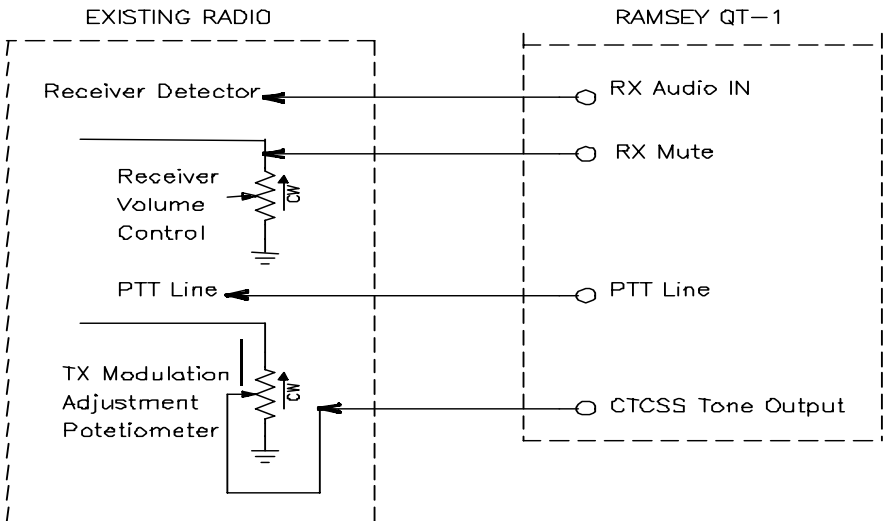 EXISTING RADIO
RAMSEY QT-1
Receiver Detector
RX Audio IN
RX Mute
Receiver
Volume
Control
CW
PTT Line
PTT Line
TX Modulation
Adjustment
Potetiometer
CW
CTCSS Tone Output